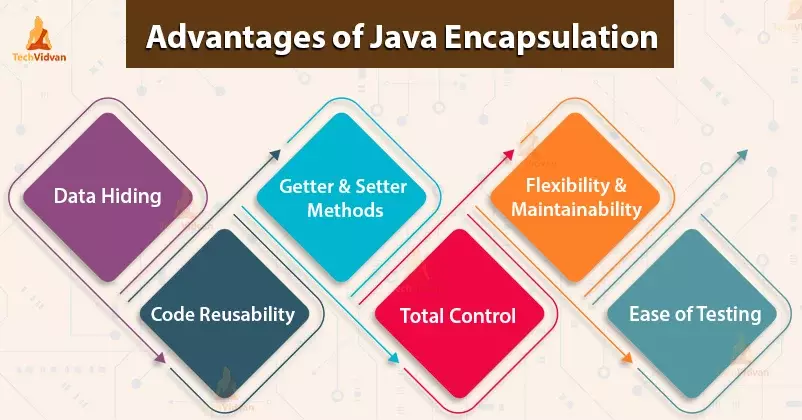 TechVidvan
Advantages of Java Encapsulation
Data Hiding
Code Reusability
Getter & Setter
Methods
Total Control
Flexibility &
Maintainability
Ease of Testing